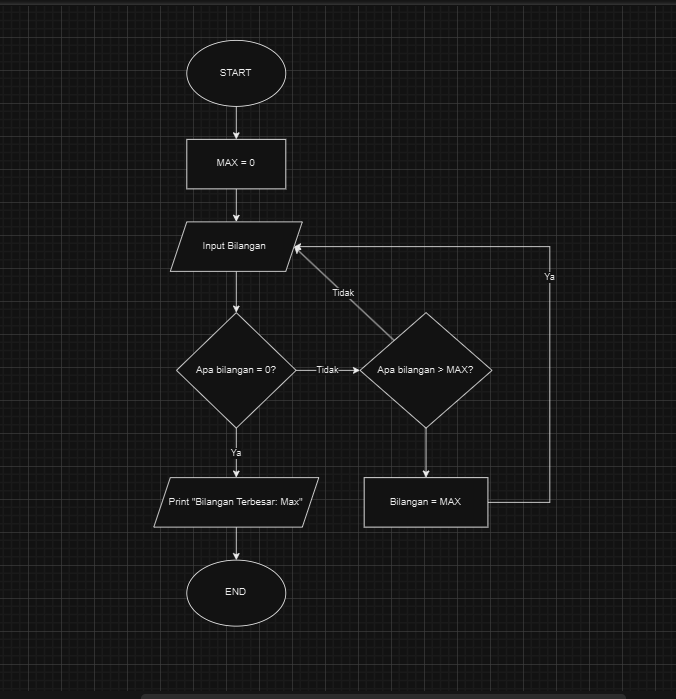 START
MAX = 0
Input Bilangan
Ya
Tidak
Apa bilangan = 0?
Tidak
Apa bilangan > MAX?
Ya
Print "Bilangan Terbesar: Max"
Bilangan = MAX
END